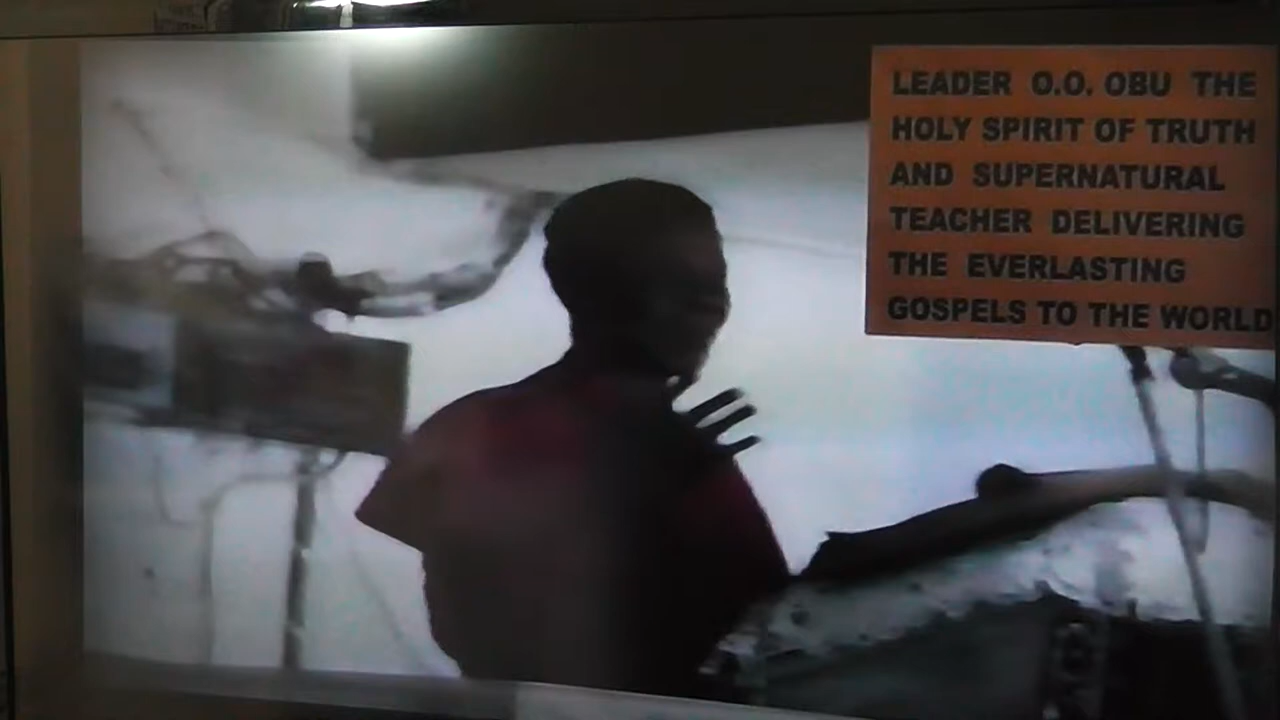 LEADER O.O. OBU THE
HOLY SPIRIT OF TRUTH
AND SUPERNATURAL
TEACHER DELIVERING
THE EVERLASTING
GOSPELS TO THE WORLD